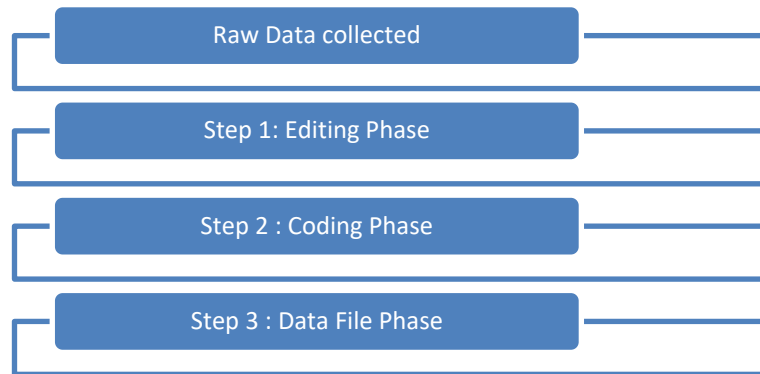 Raw Data collected
Step 1: Editing Phase
Step 2 : Coding Phase
Step 3 : Data File Phase